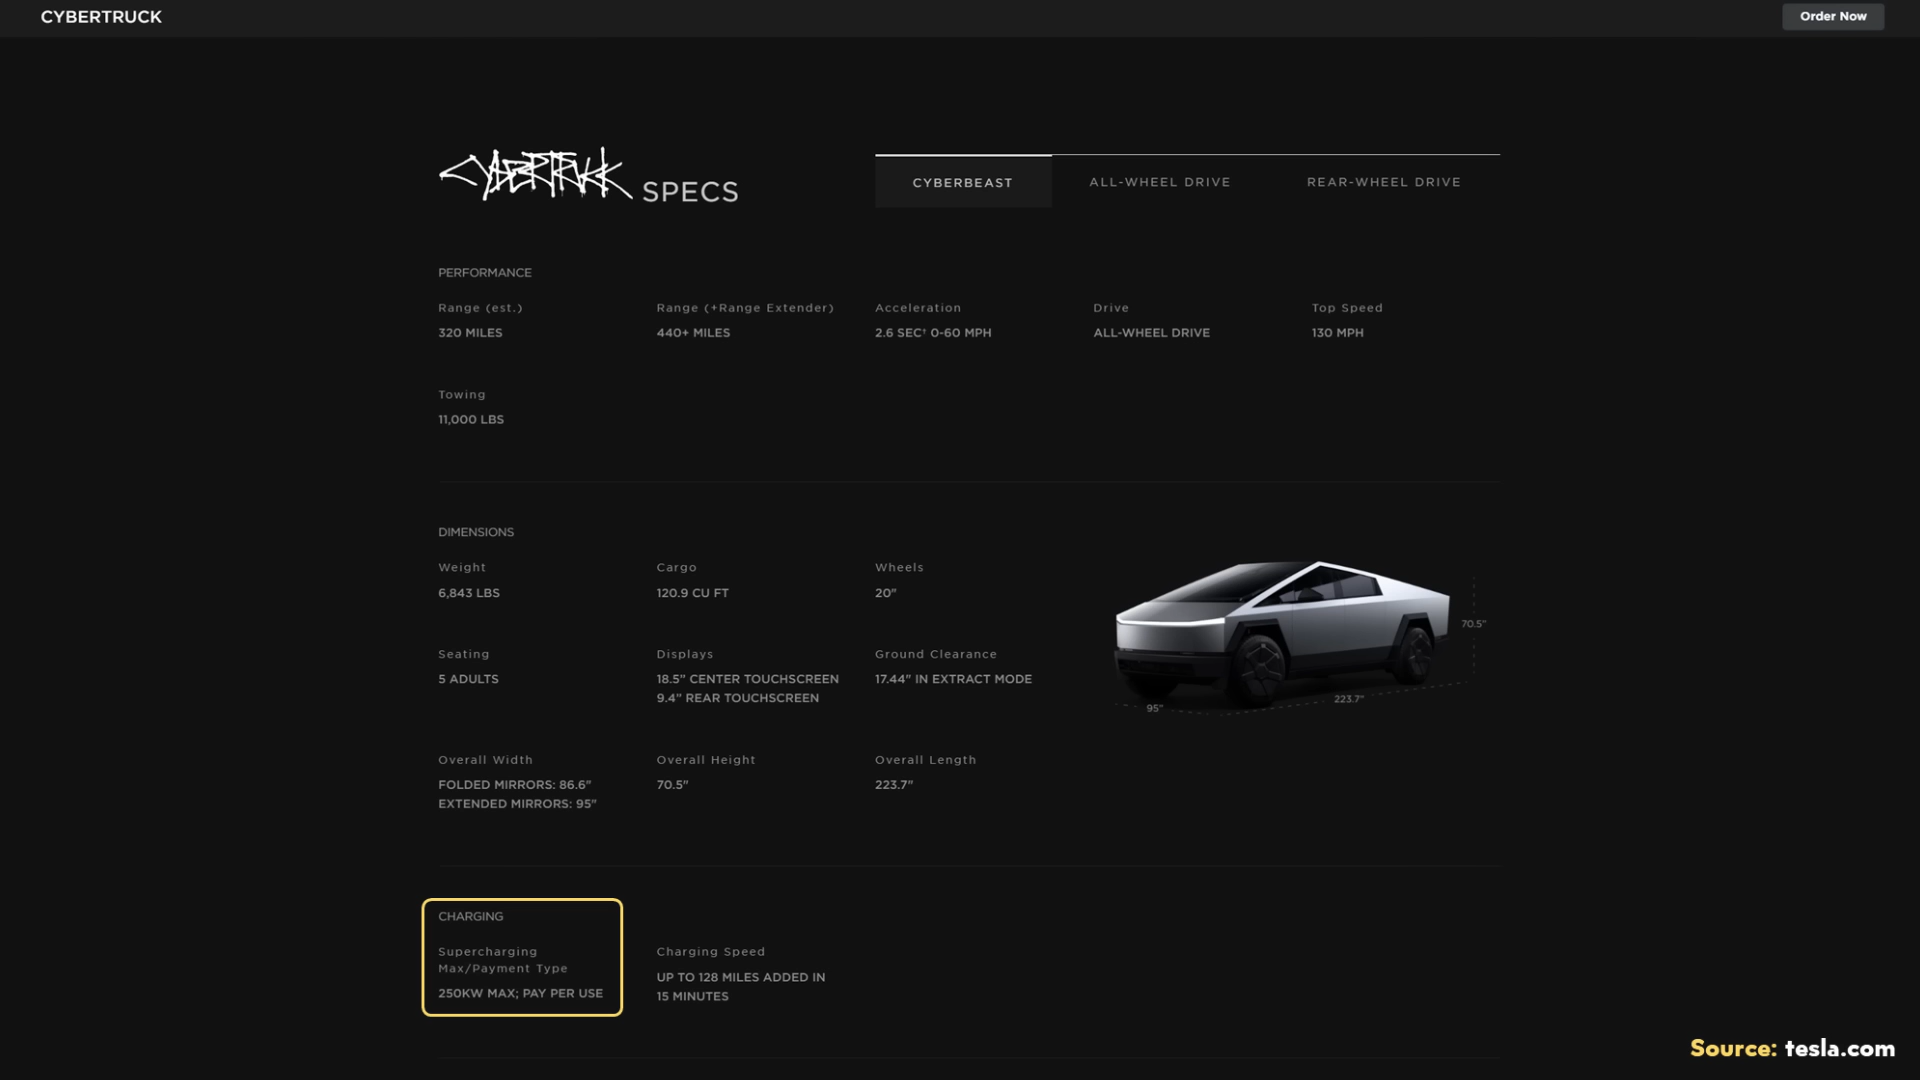 CYBERTRUCK
Order Now
CYBERTRUCK SPECS
CYBERBEAST
ALL-WHEEL DRIVE
REAR-WHEEL DRIVE
PERFORMANCE
Range (est.)
320 MILES
Range (+Range Extender)
440+ MILES
Acceleration
2.6 SEC† 0-60 MPH
Drive
ALL-WHEEL DRIVE
Top Speed
130 MPH
Towing
11,000 LBS
DIMENSIONS
Weight
6,843 LBS
Cargo
120.9 CU FT
Wheels
20"
Seating
5 ADULTS
Displays
18.5” CENTER TOUCHSCREEN
9.4” REAR TOUCHSCREEN
Ground Clearance
17.44" IN EXTRACT MODE
70.5"
95"
223.7"
Overall Width
FOLDED MIRRORS: 86.6"
EXTENDED MIRRORS: 95"
Overall Height
70.5"
Overall Length
223.7"
CHARGING
Supercharging
Max/Payment Type
250KW MAX; PAY PER USE
Charging Speed
UP TO 128 MILES ADDED IN
15 MINUTES
Source: tesla.com